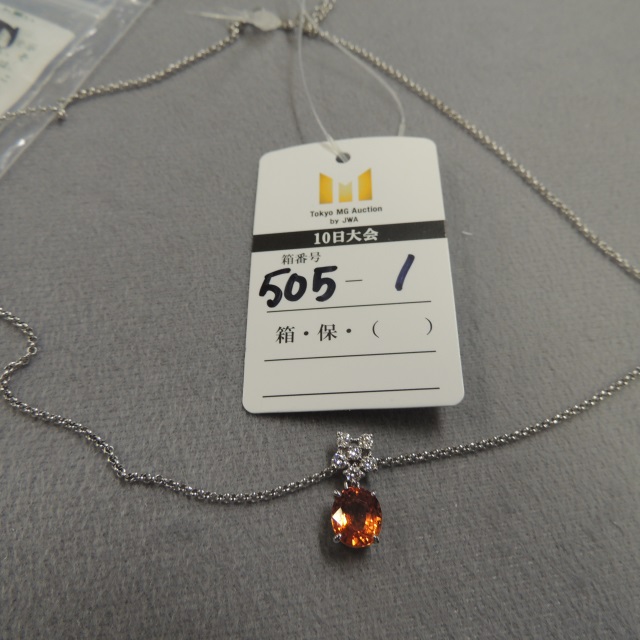 Tokyo MG Auction
by JWA
10日大会
箱番号
505 - 1
箱・保・（ ）